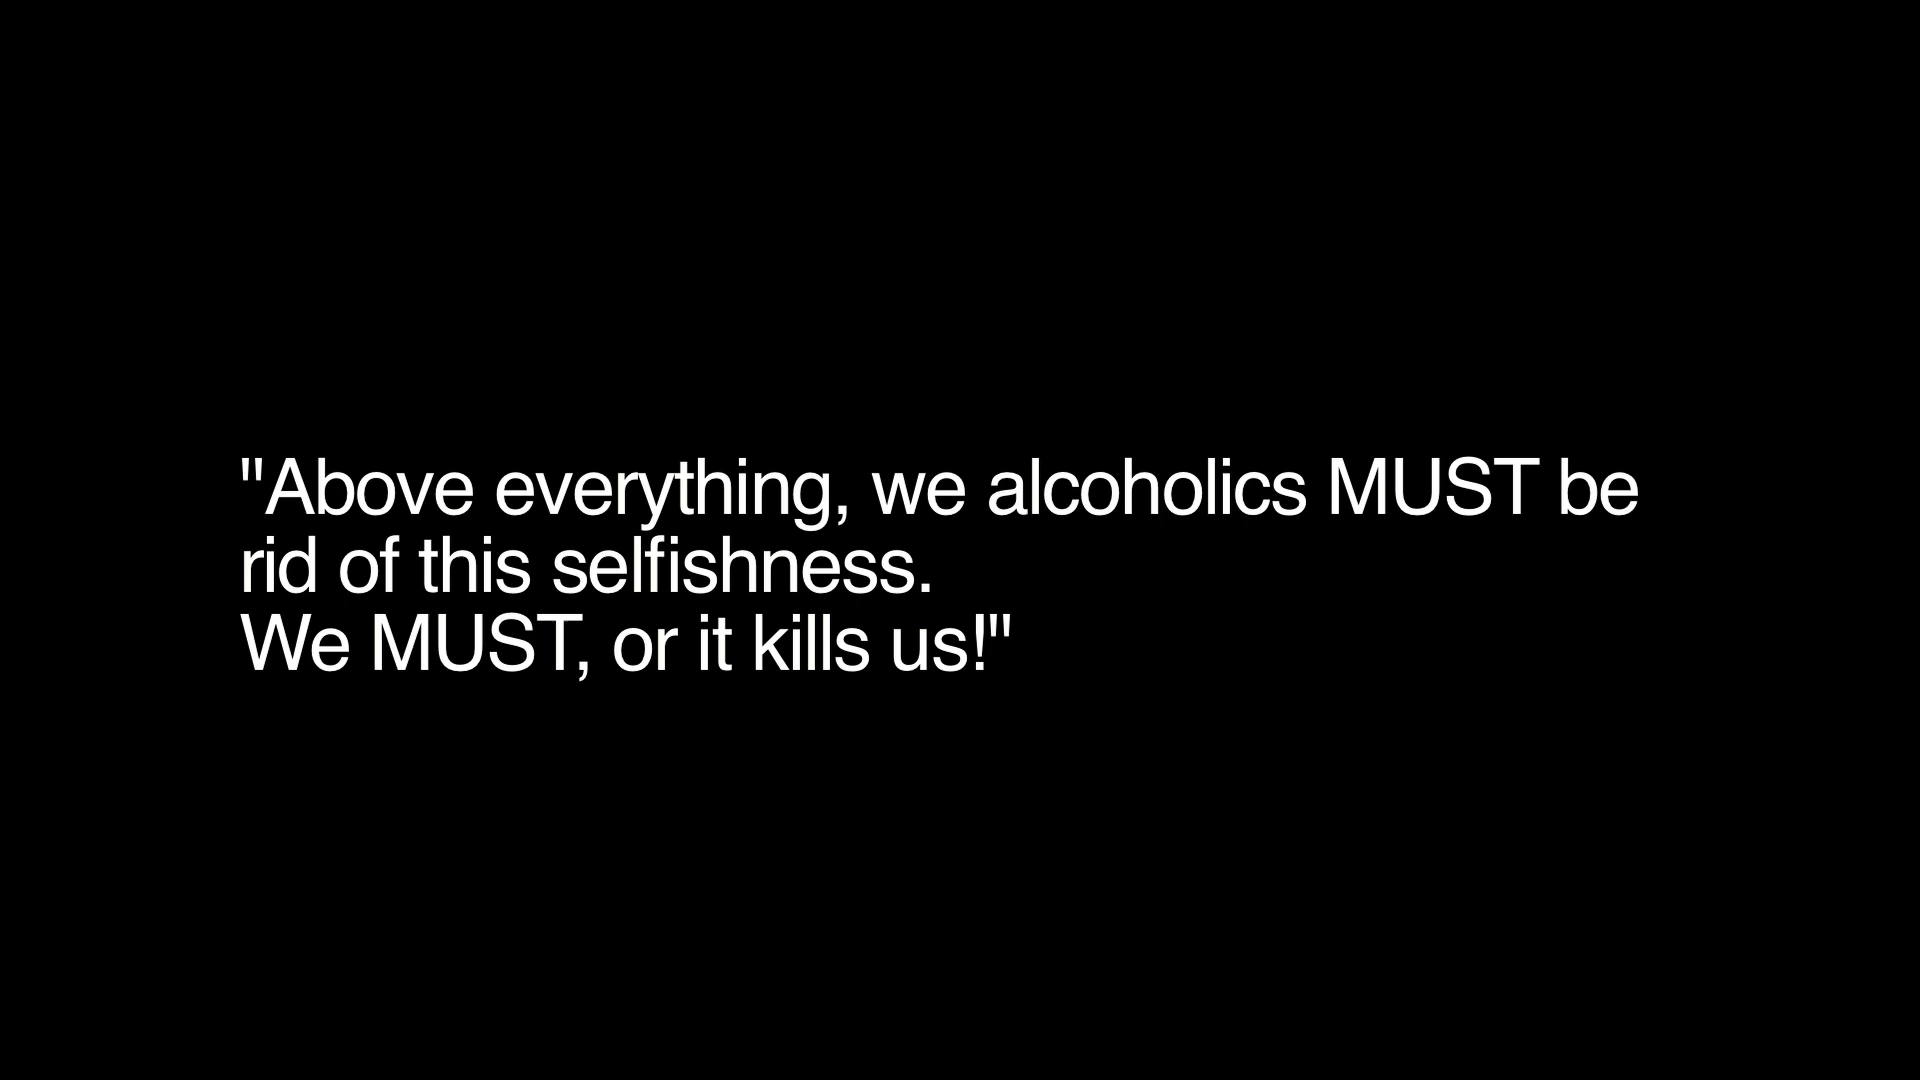 "Above everything, we alcoholics MUST be
rid of this selfishness.
We MUST, or it kills us!"